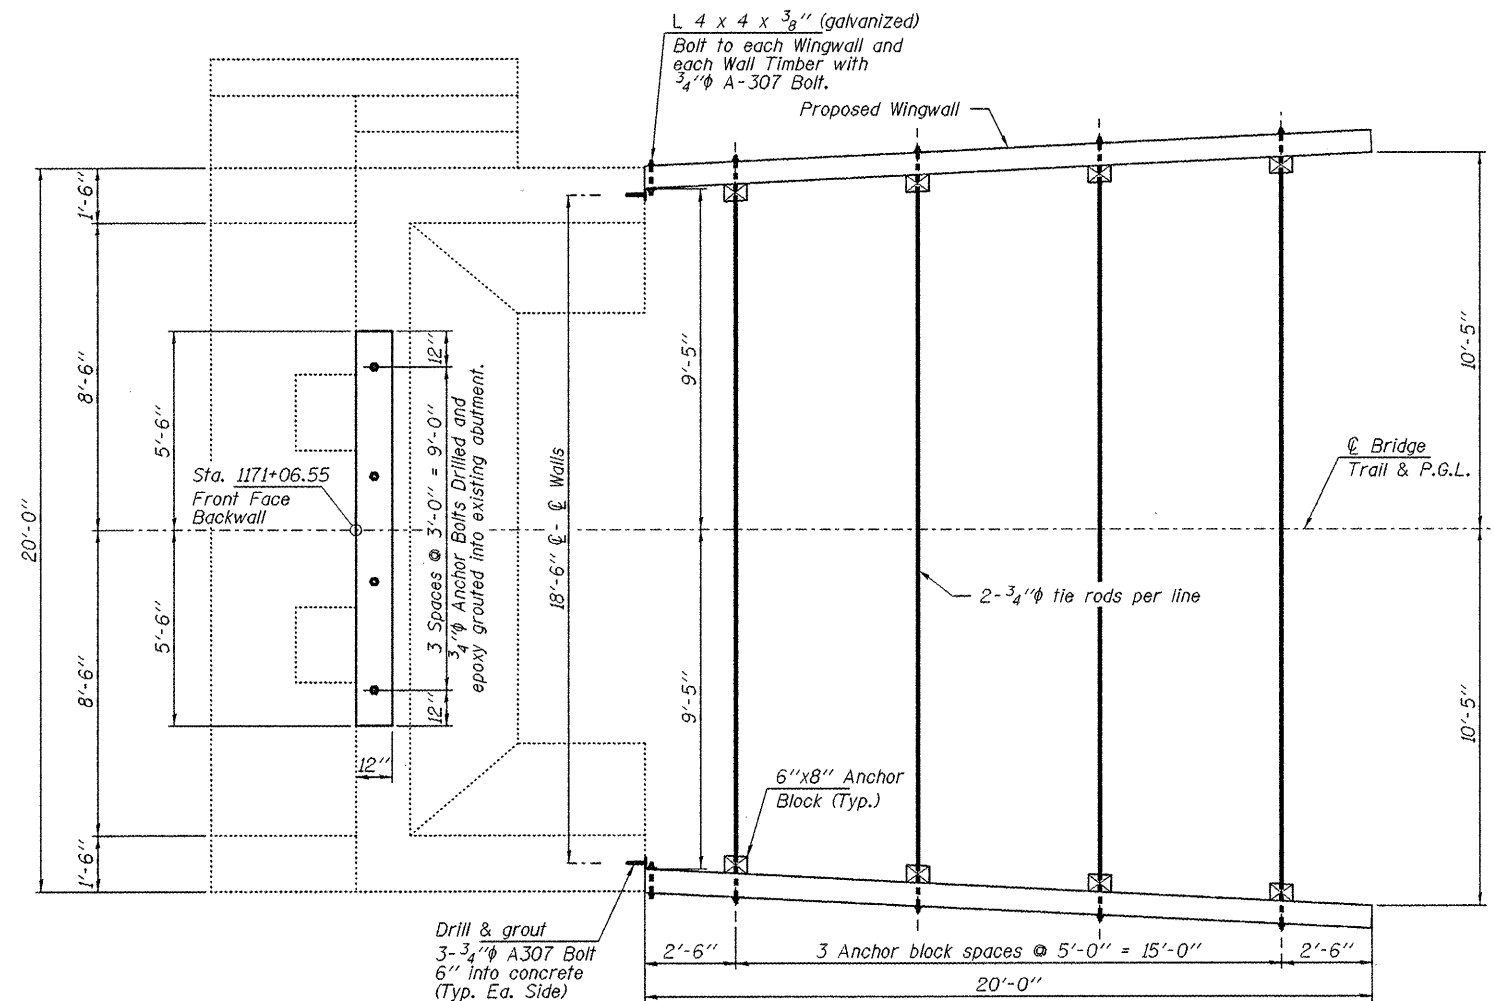 L 4 x 4 x 3/8" (galvanized)
Bolt to each Wingwall and
each Wall Timber with
3/4"ϕ A-307 Bolt.
Proposed Wingwall
1'-6"
8'-6"
8'-6"
1'-6"
20'-0"
5'-6"
5'-6"
Sta. 1171+06.55
Front Face
Backwall
12"
3 Spaces @ 3'-0" = 9'-0"
12"
3/4"ϕ Anchor Bolts Drilled and
epoxy grouted into existing abutment.
12"
18'-6" ℄ - ℄ Walls
9'-5"
9'-5"
10'-5"
10'-5"
℄ Bridge
Trail & P.G.L.
2-3/4"ϕ tie rods per line
6"x8" Anchor
Block (Typ.)
Drill & grout
3-3/4"ϕ A307 Bolt
6" into concrete
(Typ. Ea. Side)
2'-6"
3 Anchor block spaces @ 5'-0" = 15'-0"
2'-6"
20'-0"